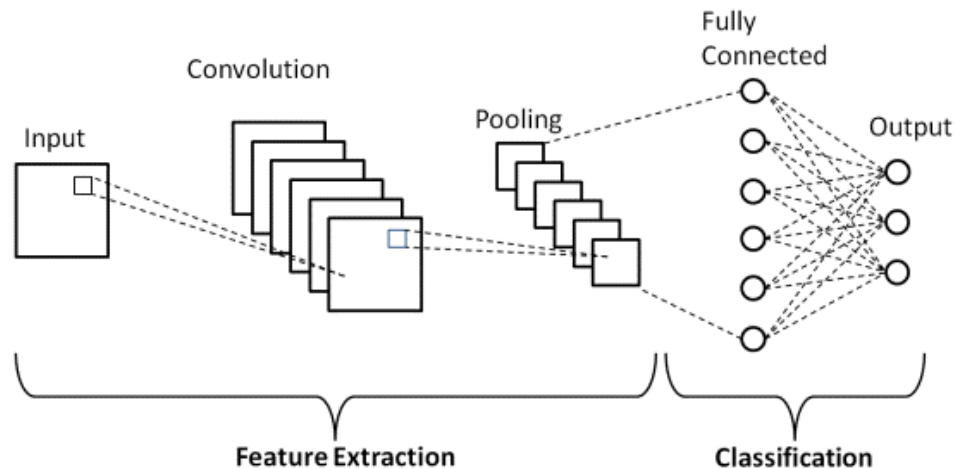 Input
Convolution
Pooling
Fully
Connected
Output
Feature Extraction
Classification